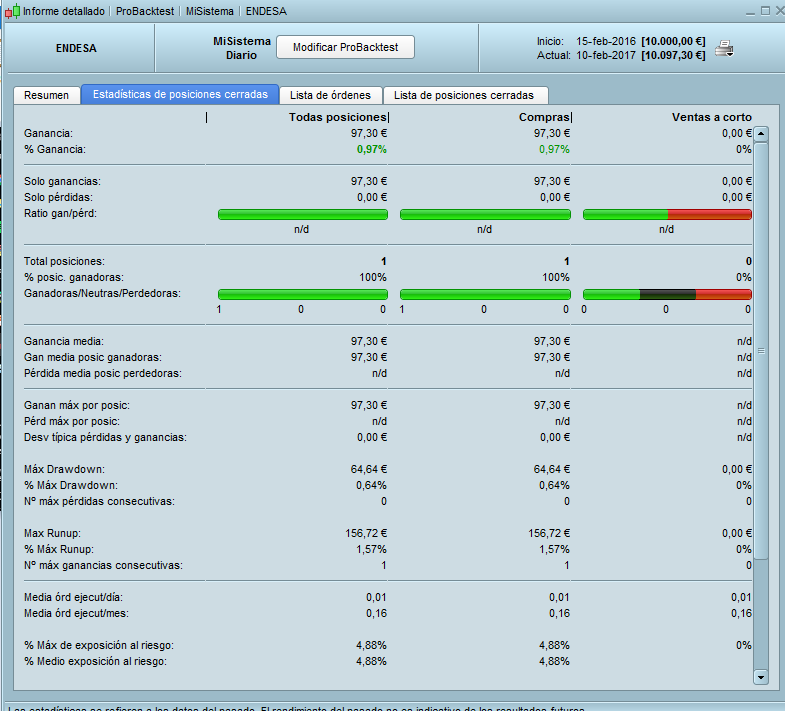 Informe detallado | ProBacktest | MiSistema | ENDESA
ENDESA
MiSistema
Diario
Modificar ProBacktest
Inicio: 15-feb-2016 [10.000,00 €]
Actual: 10-feb-2017 [10.097,30 €]
Resumen Estadísticas de posiciones cerradas Lista de órdenes Lista de posiciones cerradas
Todas posiciones Compras Ventas a corto
Ganancia: 97,30 € 97,30 € 0,00 €
% Ganancia: 0,97% 0,97% 0%
Solo ganancias: 97,30 € 97,30 € 0,00 €
Solo pérdidas: 0,00 € 0,00 € 0,00 €
Ratio gan/pérd:
n/d n/d n/d
Total posiciones: 1 1 0
% posic. ganadoras: 100% 100% 0%
Ganadoras/Neutras/Perdedoras:
1 0 0 1 0 0 0 0 0
Ganancia media: 97,30 € 97,30 € n/d
Gan media posic ganadoras: 97,30 € 97,30 € n/d
Pérdida media posic perdedoras: n/d n/d n/d
Ganan máx por posic: 97,30 € 97,30 € n/d
Pérd máx por posic: n/d n/d n/d
Desv típica pérdidas y ganancias: 0,00 € 0,00 € n/d
Máx Drawdown: 64,64 € 64,64 € 0,00 €
% Máx Drawdown: 0,64% 0,64% 0%
Nº máx pérdidas consecutivas: 0 0 0
Max Runup: 156,72 € 156,72 € 0,00 €
% Máx Runup: 1,57% 1,57% 0%
Nº máx ganancias consecutivas: 1 1 0
Media órd ejecut/día: 0,01 0,01 0,01
Media órd ejecut/mes: 0,16 0,16 0,16
% Máx de exposición al riesgo: 4,88% 4,88% 0%
% Medio exposición al riesgo: 4,88% 4,88%
Las estadísticas se refieren a los datos del pasado. El rendimiento del pasado no es indicativo de los resultados futuros.